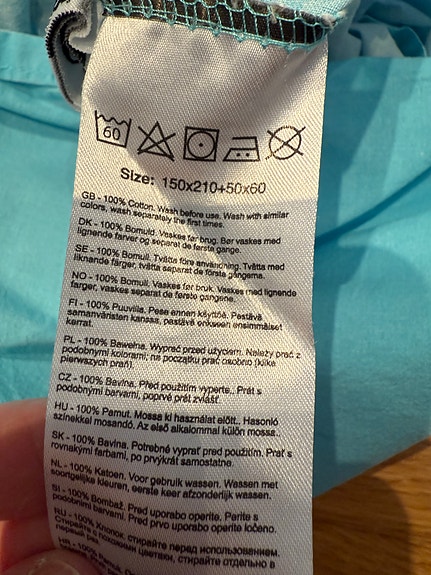 60
Size: 150x210+50x60
GB - 100% Cotton. Wash before use. Wash with similar
colors, wash separately the first times.
DK - 100% Bomuld. Vaskes før brug. Bør vaskes med
lignende farver og separat de første gange.
SE - 100% Bomull. Tvätta före användning. Tvätta med
liknande färger, tvätta separat de första gångerna.
NO - 100% Bomull. Vaskes før bruk. Vaskes med lignende
farger, vaskes separat de første gangene.
FI - 100% Puuvilla. Pese ennen käyttöä. Pestävä
samanväristen kanssa, pestävä erikseen ensimmäiset
kerrat.
PL - 100% Bawełna. Wyprać przed użyciem. Należy prać z
podobnymi kolorami; na początku prać osobno (kilka
pierwszych prań).
CZ - 100% Bavlna. Před použitím vyperte.. Prát s
podobnými barvami, poprvé prát zvlášť.
HU - 100% Pamut. Mossa ki használat előtt.. Hasonló
színekkel mosandó. Az első alkalommal külön mossa..
SK - 100% Bavlna. Potrebné vyprať pred použitím. Prať s
rovnakými farbami, po prvýkrát samostatne.
NL - 100% Katoen. Voor gebruik wassen. Wassen met
soortgelijke kleuren, eerste keer afzonderlijk wassen.
SI - 100% Bombaž. Pred uporabo operite. Perite s
podobnimi barvami. Pred prvo uporabo operite ločeno.
RU - 100% Хлопок. Стирайте перед использованием.
Стирайте с похожими цветами, стирайте отдельно в
первый раз.
HR - 100% Pamuk.